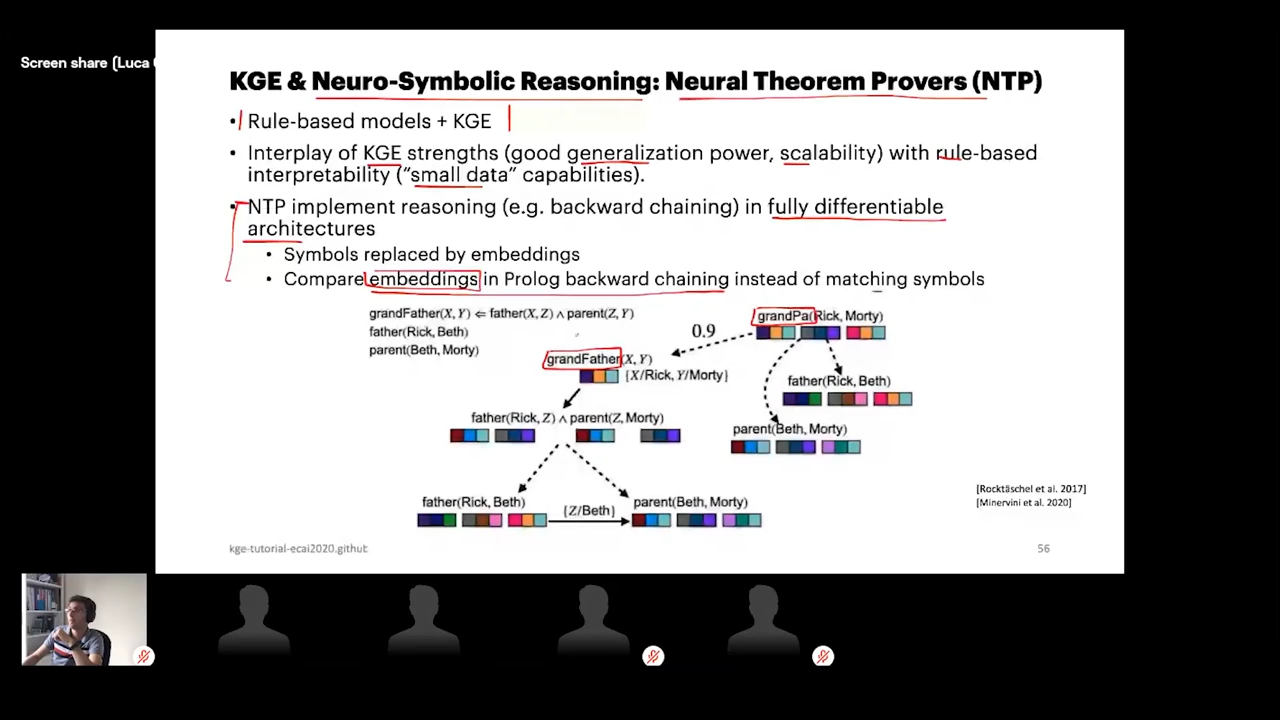 Screen share (Luca
KGE & Neuro-Symbolic Reasoning: Neural Theorem Provers (NTP)
• Rule-based models + KGE
• Interplay of KGE strengths (good generalization power, scalability) with rule-based
interpretability ("small data" capabilities).
• NTP implement reasoning (e.g. backward chaining) in fully differentiable
architectures
• Symbols replaced by embeddings
• Compare embeddings in Prolog backward chaining instead of matching symbols
grandFather(X, Y) ⇐ father(X, Z) ∧ parent(Z, Y)
father(Rick, Beth)
parent(Beth, Morty)
grandPa(Rick, Morty)
0.9
grandFather(X, Y)
{X/Rick, Y/Morty}
father(Rick, Beth)
father(Rick, Z) ∧ parent(Z, Morty)
parent(Beth, Morty)
father(Rick, Beth)
{Z/Beth}
parent(Beth, Morty)
[Rocktäschel et al. 2017]
[Minervini et al. 2020]
kge-tutorial-ecai2020.github
56